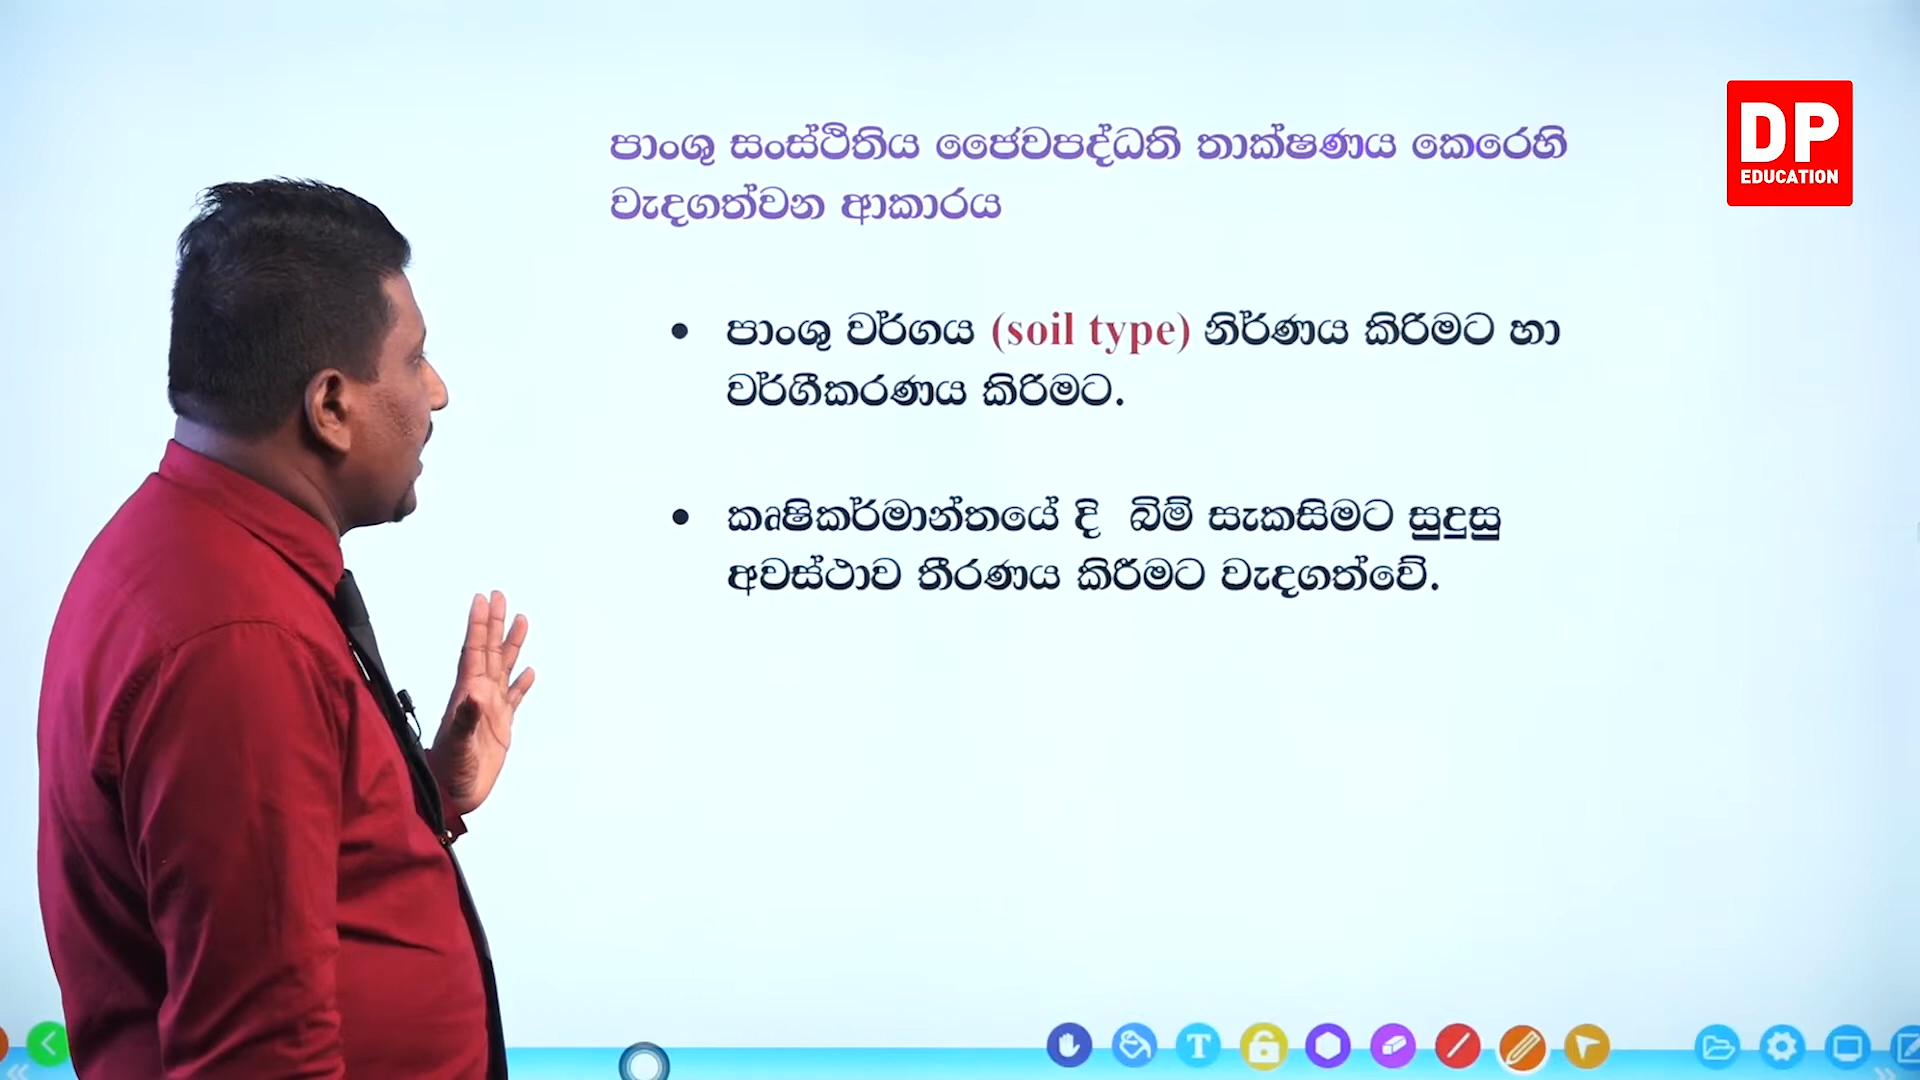 DP
EDUCATION
පාංශු සංස්ථිතිය ජෛවපද්ධති තාක්ෂණය කෙරෙහි
වැදගත්වන ආකාරය
• පාංශු වර්ගය (soil type) නිර්ණය කිරීමට හා
වර්ගීකරණය කිරීමට.
• කෘෂිකර්මාන්තයේ දි බිම් සැකසීමට සුදුසු
අවස්ථාව තීරණය කිරීමට වැදගත්වේ.
T